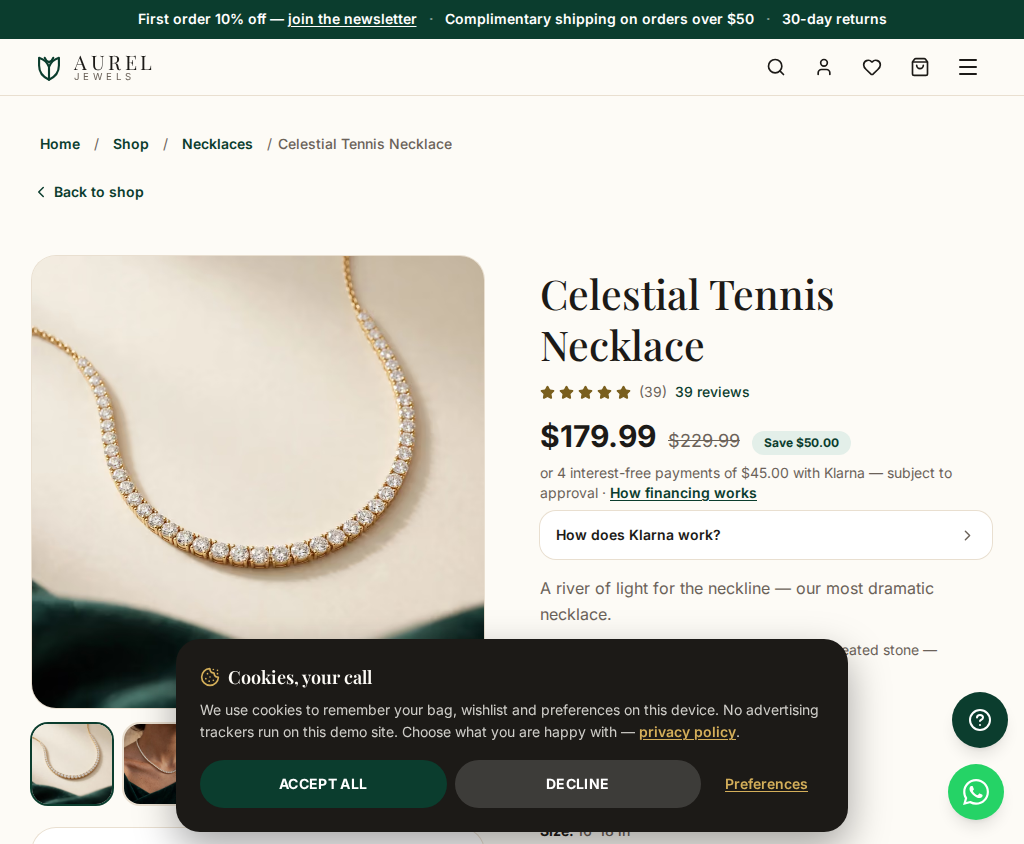 First order 10% off — join the newsletter · Complimentary shipping on orders over $50 · 30-day returns
AUREL
JEWELS
Home / Shop / Necklaces / Celestial Tennis Necklace
Back to shop
Celestial Tennis
Necklace
(39) 39 reviews
$179.99 $229.99 Save $50.00
or 4 interest-free payments of $45.00 with Klarna — subject to
approval · How financing works
How does Klarna work?
A river of light for the neckline — our most dramatic
necklace.
stone —
Cookies, your call
We use cookies to remember your bag, wishlist and preferences on this device. No advertising
trackers run on this demo site. Choose what you are happy with — privacy policy.
ACCEPT ALL DECLINE Preferences